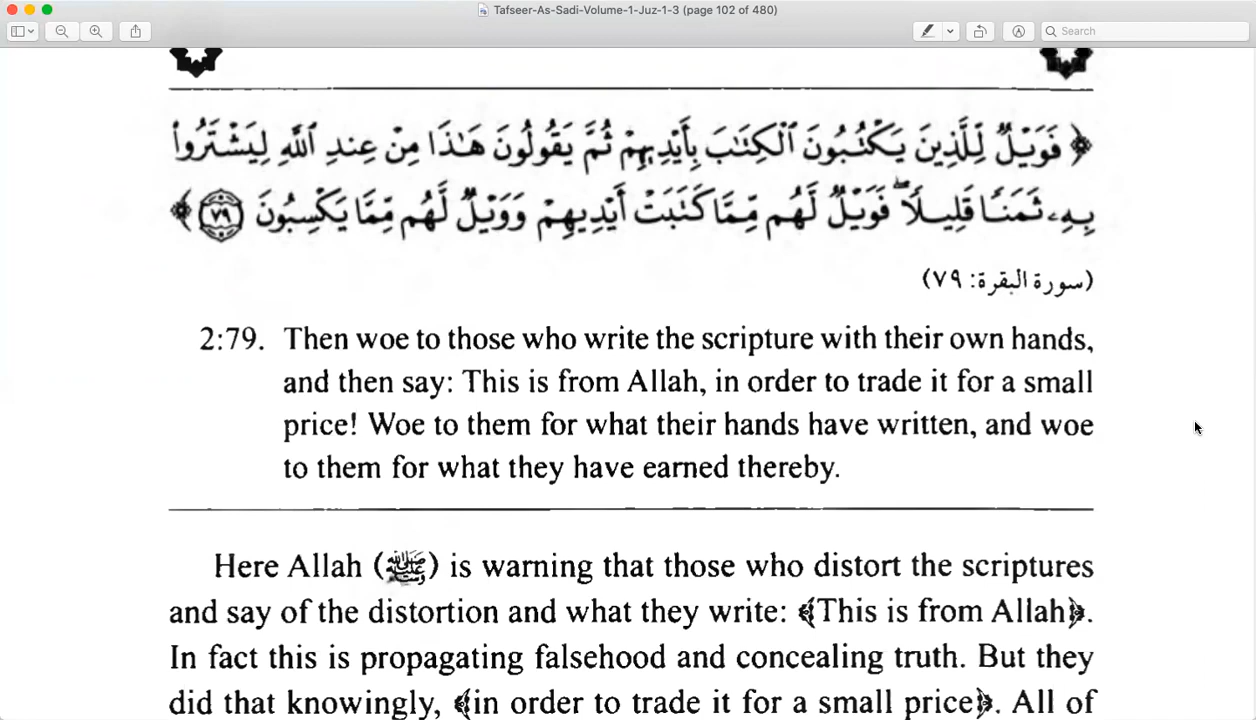 Tafseer-As-Sadi-Volume-1-Juz-1-3 (page 102 of 480)
Search
﴿ فَوَيْلٌ لِّلَّذِينَ يَكْتُبُونَ ٱلْكِتَٰبَ بِأَيْدِيهِمْ ثُمَّ يَقُولُونَ هَٰذَا مِنْ عِندِ ٱللَّهِ لِيَشْتَرُوا۟
بِهِۦ ثَمَنًا قَلِيلًا ۖ فَوَيْلٌ لَّهُم مِّمَّا كَتَبَتْ أَيْدِيهِمْ وَوَيْلٌ لَّهُم مِّمَّا يَكْسِبُونَ ٧٩ ﴾
(سورة البقرة: ٧٩)
2:79. Then woe to those who write the scripture with their own hands,
and then say: This is from Allah, in order to trade it for a small
price! Woe to them for what their hands have written, and woe
to them for what they have earned thereby.
Here Allah (ﷺ) is warning that those who distort the scriptures
and say of the distortion and what they write: ﴾This is from Allah﴿.
In fact this is propagating falsehood and concealing truth. But they
did that knowingly, ﴾in order to trade it for a small price﴿. All of